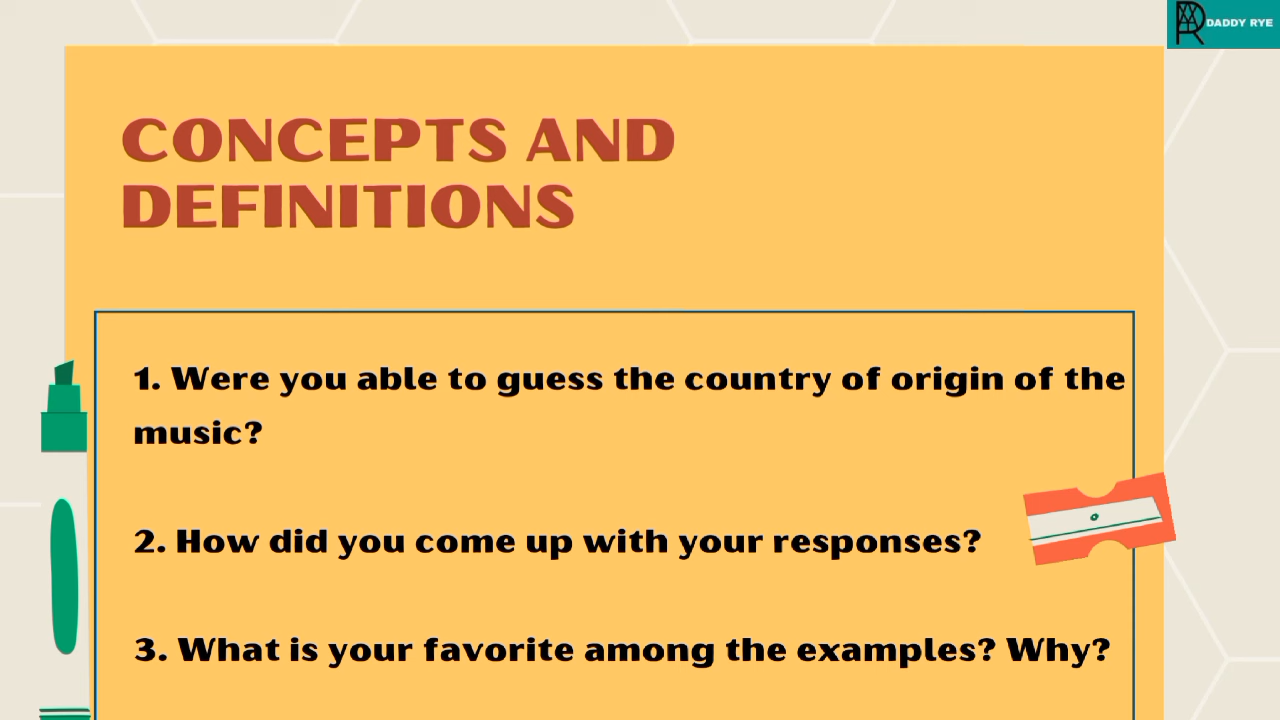 DADDY RYE
CONCEPTS AND
DEFINITIONS
1. Were you able to guess the country of origin of the
music?
2. How did you come up with your responses?
3. What is your favorite among the examples? Why?